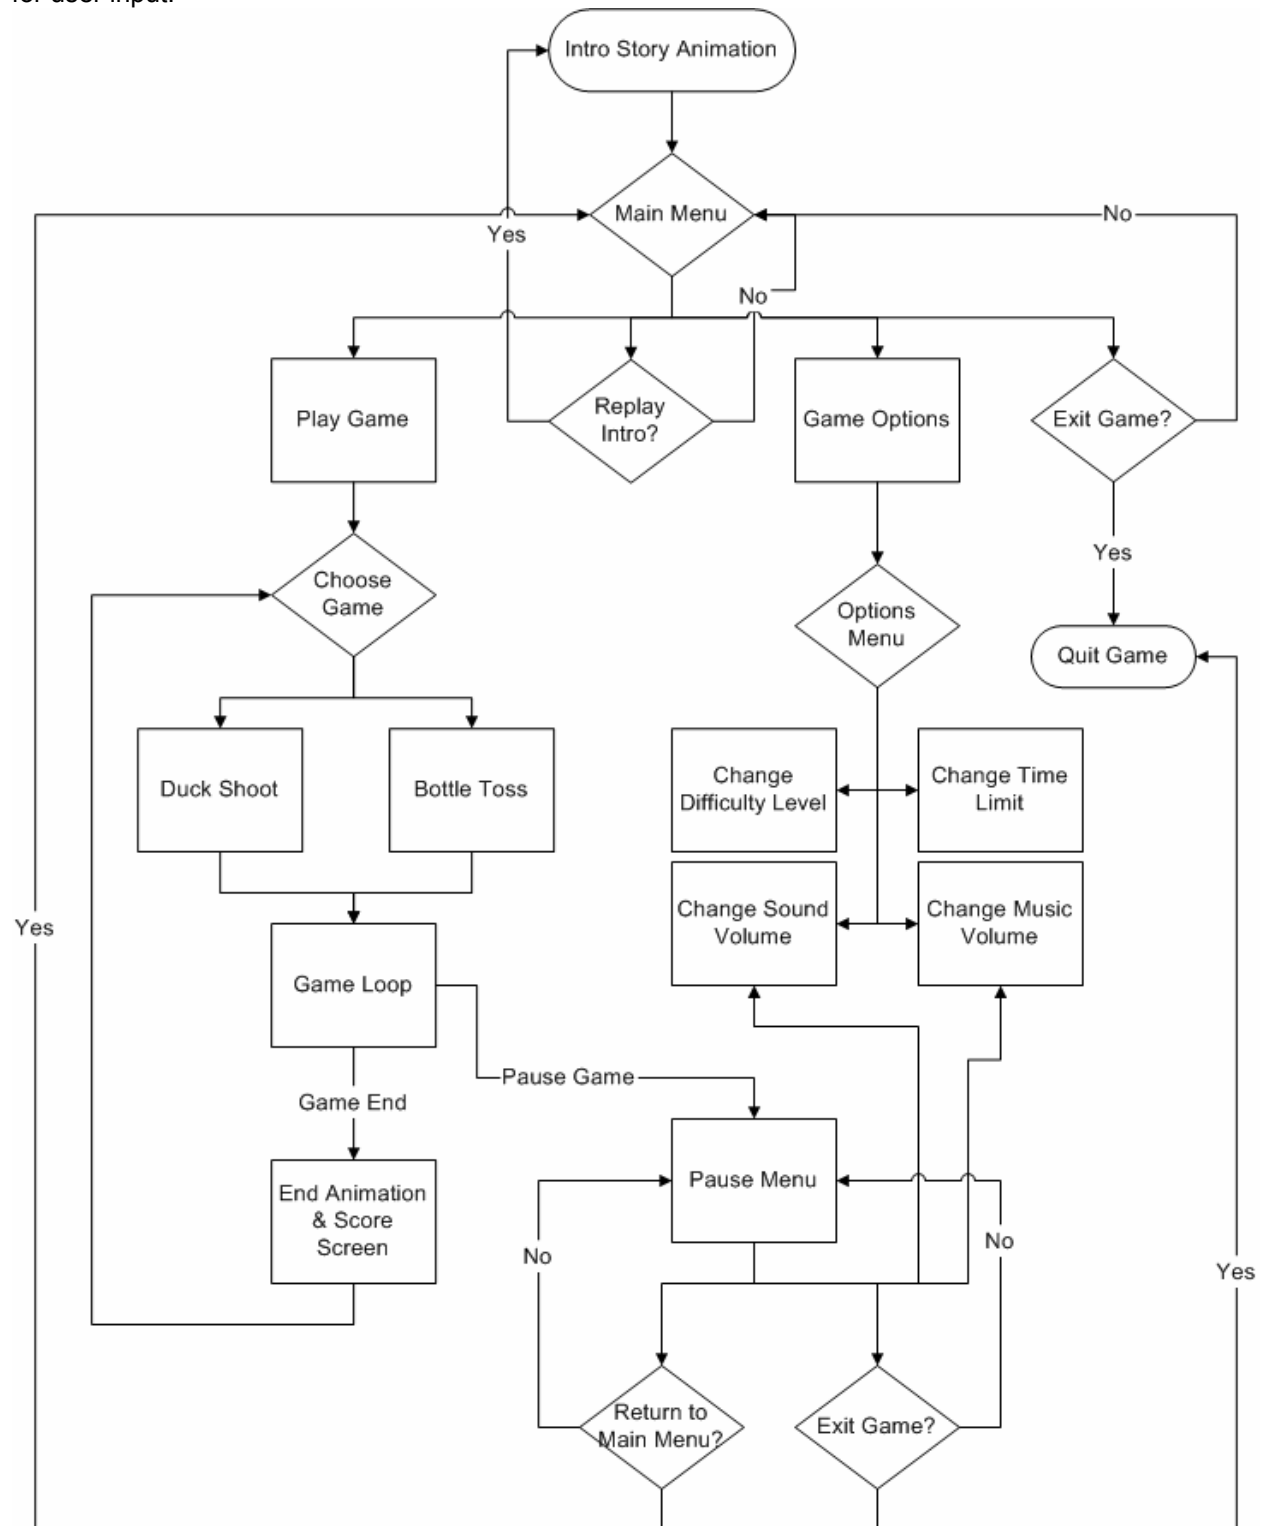 for user input.
Intro Story Animation
Main Menu
No
Yes
No
Play Game
Replay
Intro?
Game Options
Exit Game?
Yes
Choose
Game
Options
Menu
Quit Game
Duck Shoot
Bottle Toss
Change
Difficulty Level
Change Time
Limit
Change Sound
Volume
Change Music
Volume
Yes
Game Loop
Pause Game
Game End
Pause Menu
End Animation
& Score
Screen
No
No
Yes
Return to
Main Menu?
Exit Game?